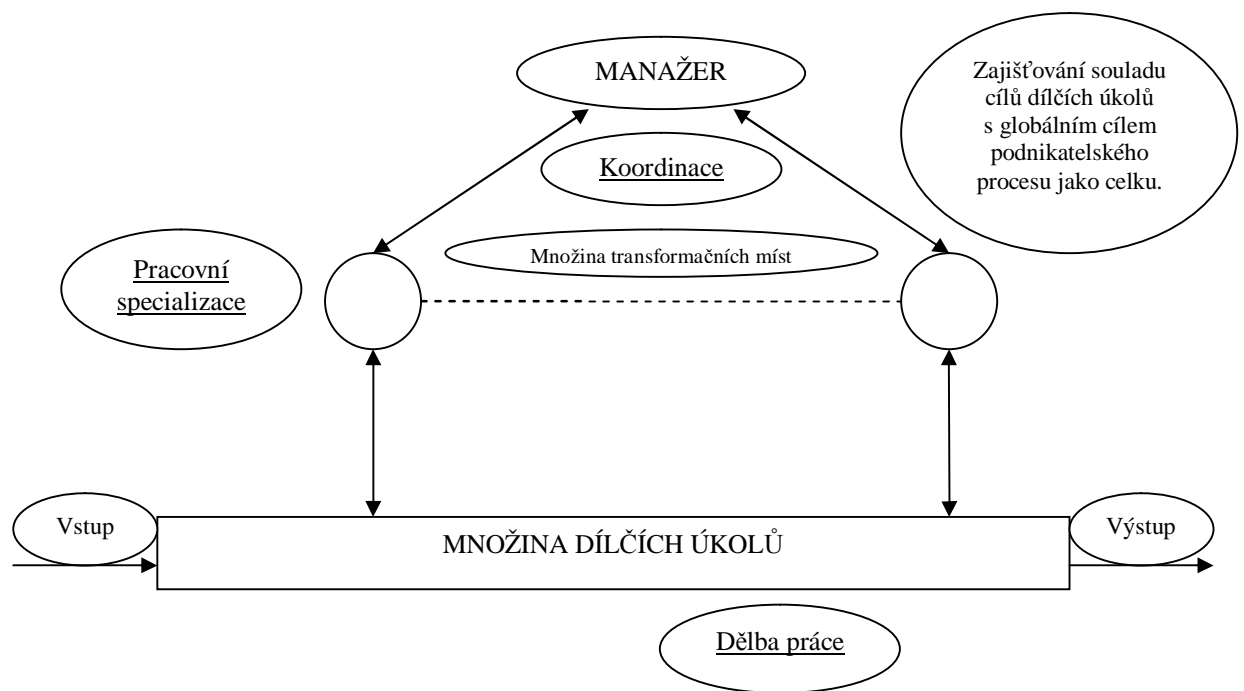 MANAŽER
Zajišťování souladu
cílů dílčích úkolů
s globálním cílem
podnikatelského
procesu jako celku.
Koordinace
Množina transformačních míst
Pracovní
specializace
Vstup
MNOŽINA DÍLČÍCH ÚKOLŮ
Výstup
Dělba práce